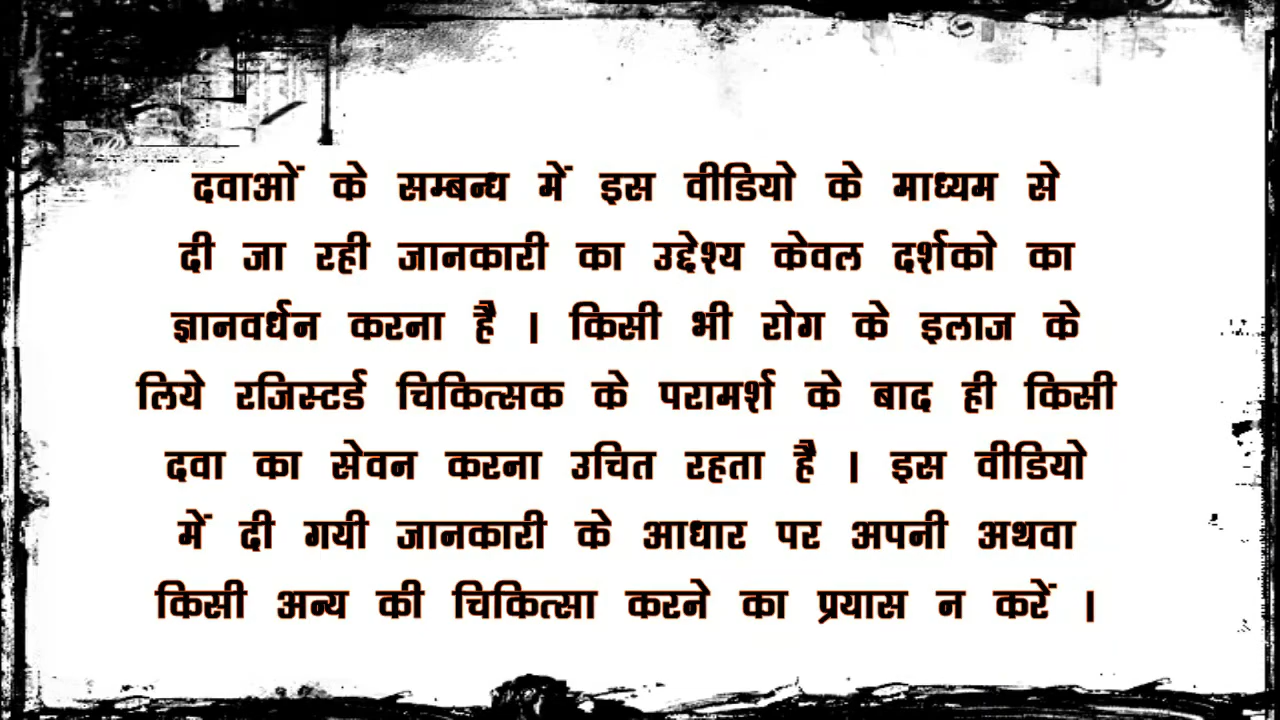 दवाओं के सम्बन्ध में इस वीडियो के माध्यम से
दी जा रही जानकारी का उद्देश्य केवल दर्शको का
ज्ञानवर्धन करना है ।  किसी भी रोग के इलाज के
लिये रजिस्टर्ड चिकित्सक के परामर्श के बाद ही किसी
दवा का सेवन करना उचित रहता है । इस वीडियो
में दी गयी जानकारी के आधार पर अपनी अथवा
किसी अन्य की चिकित्सा करने का प्रयास न करें ।